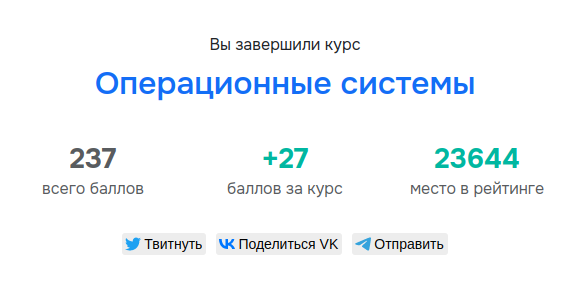 Вы завершили курс
Операционные системы
237 +27 23644
всего баллов баллов за курс место в рейтинге
Твитнуть Поделиться VK Отправить